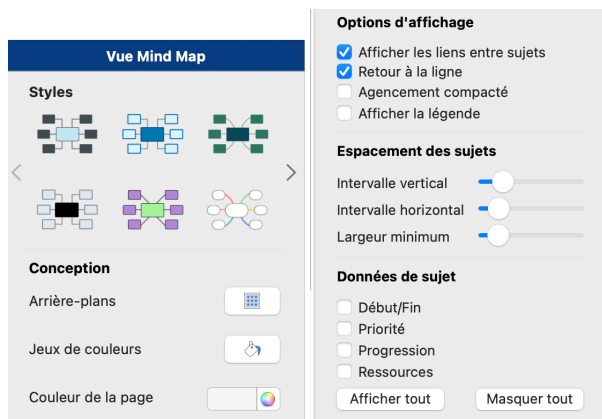 Vue Mind Map
Styles
Conception
Arrière-plans
Jeux de couleurs
Couleur de la page
Options d'affichage
Afficher les liens entre sujets
Retour à la ligne
Agencement compacté
Afficher la légende
Espacement des sujets
Intervalle vertical
Intervalle horizontal
Largeur minimum
Données de sujet
Début/Fin
Priorité
Progression
Ressources
Afficher tout
Masquer tout